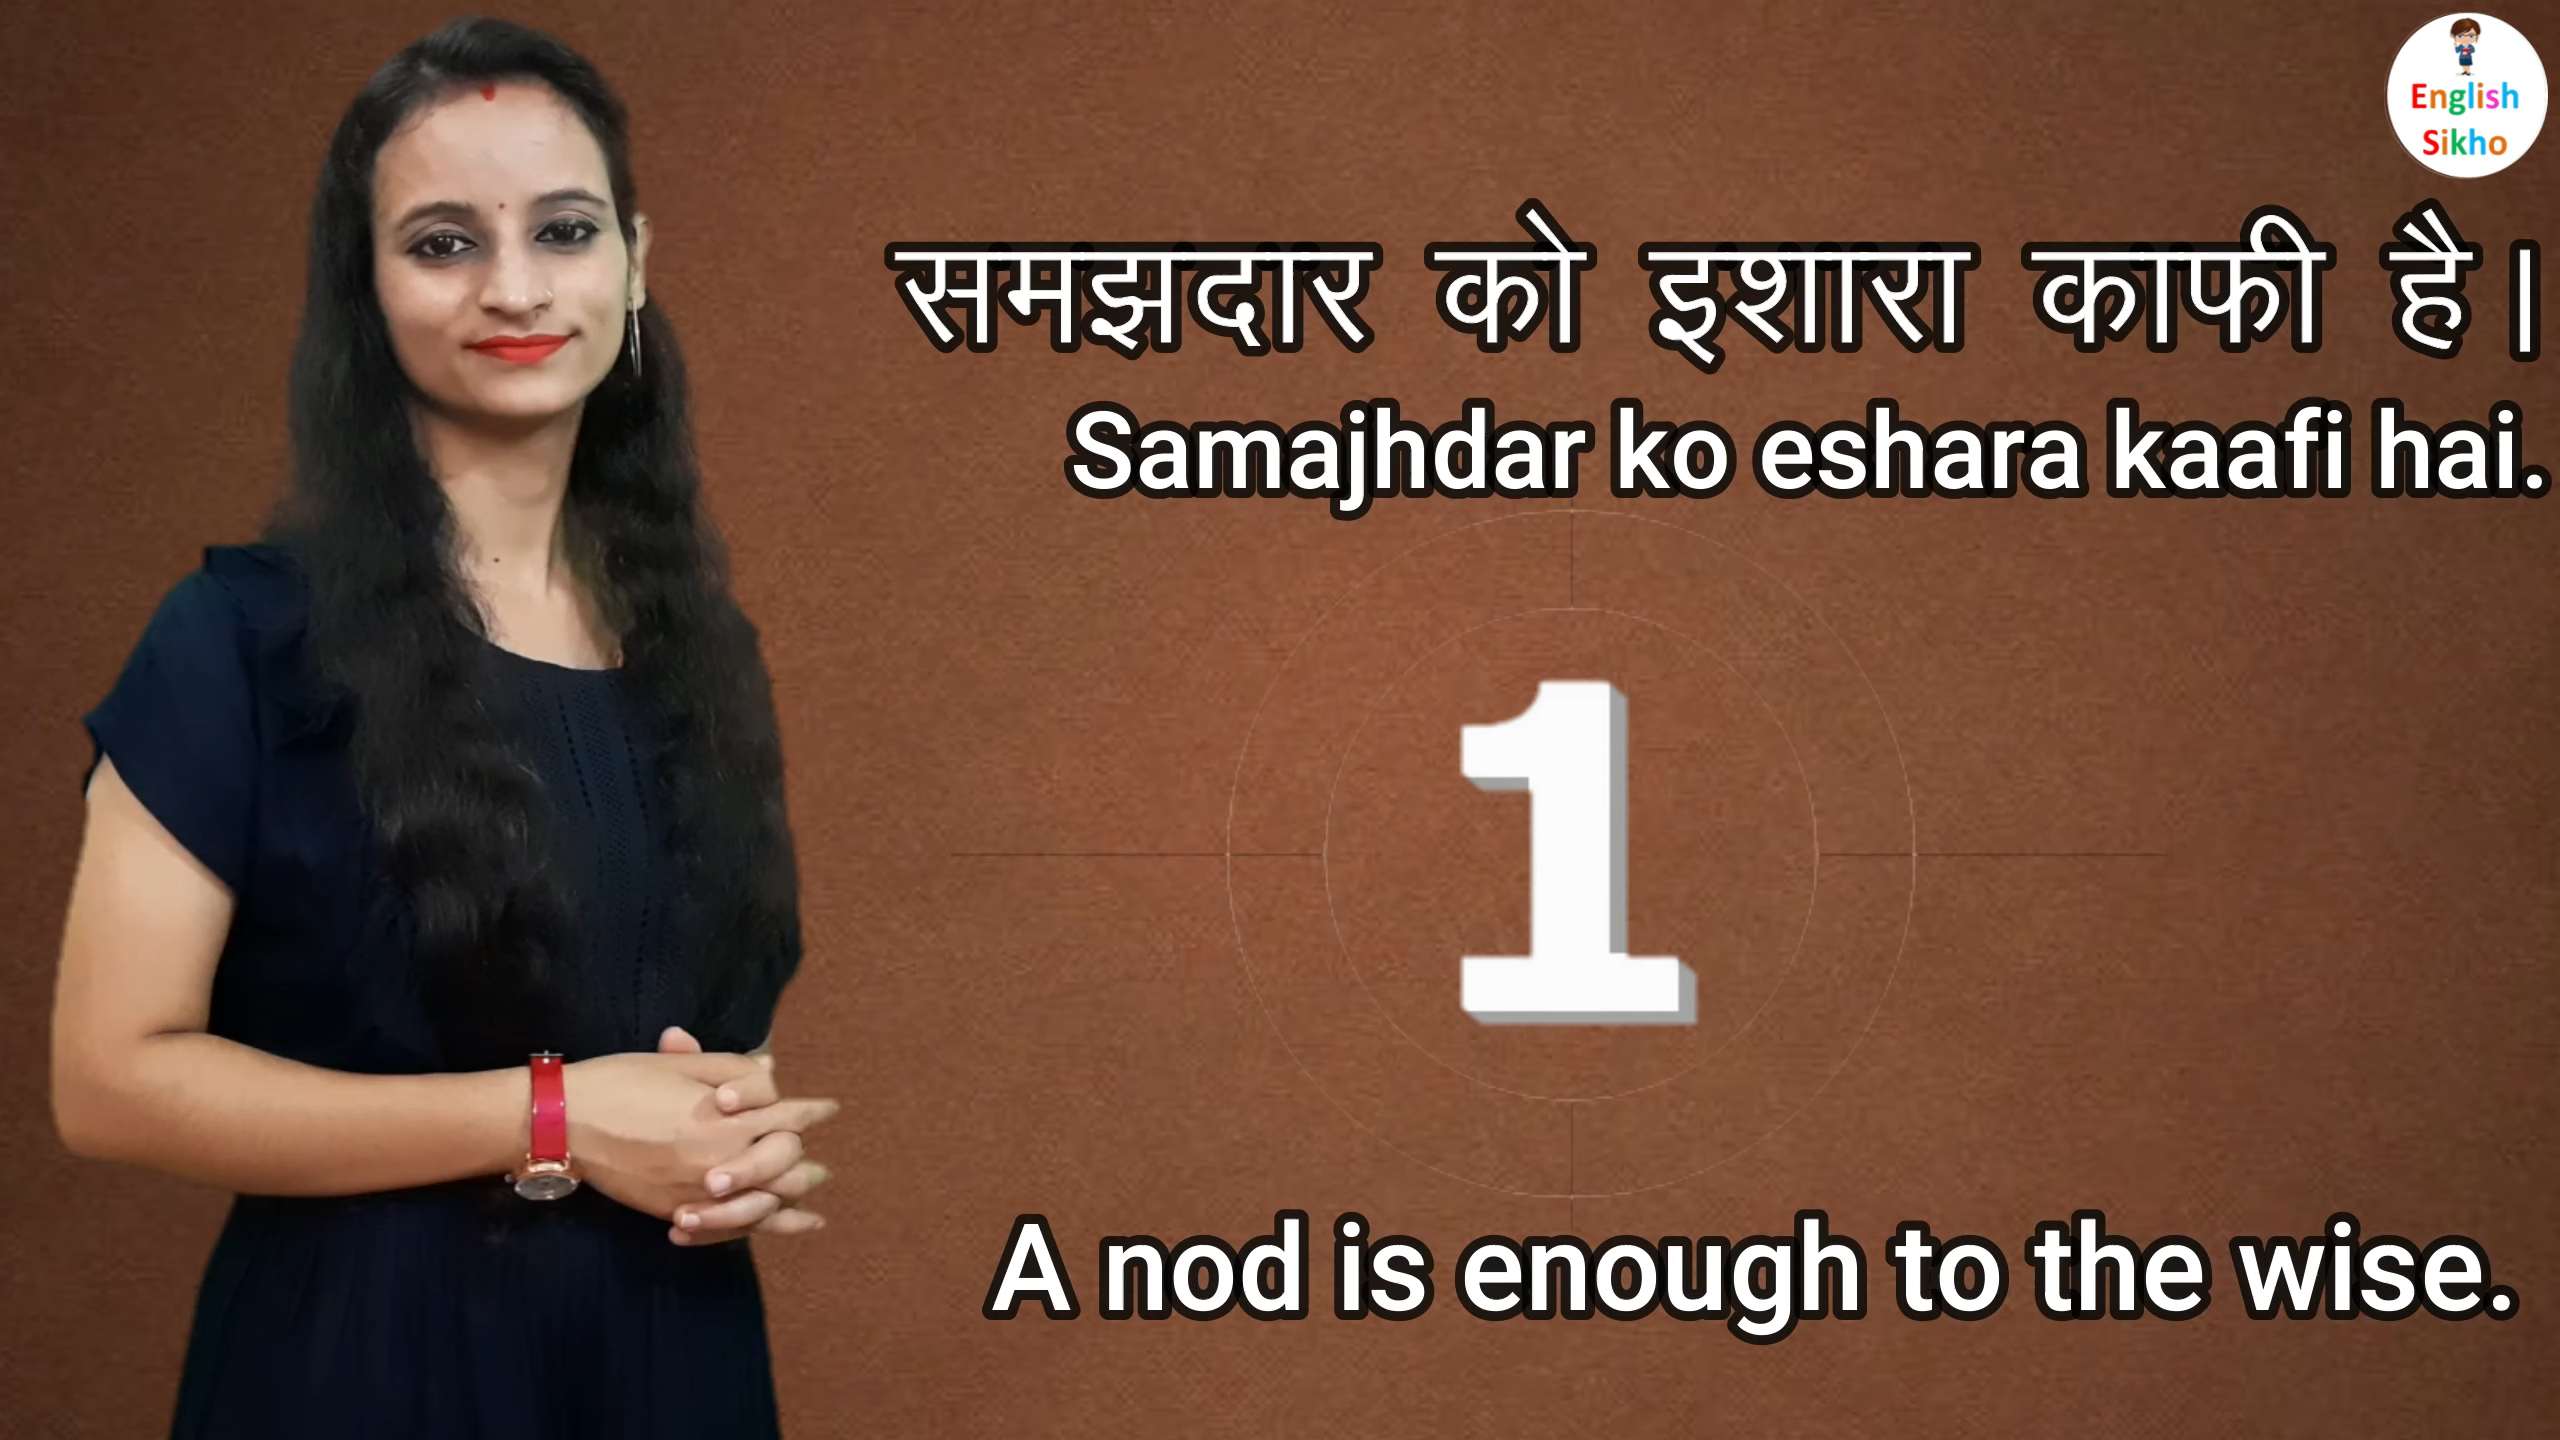 English
Sikho
समझदार को इशारा काफी है।
Samajhdar ko eshara kaafi hai.
1
A nod is enough to the wise.